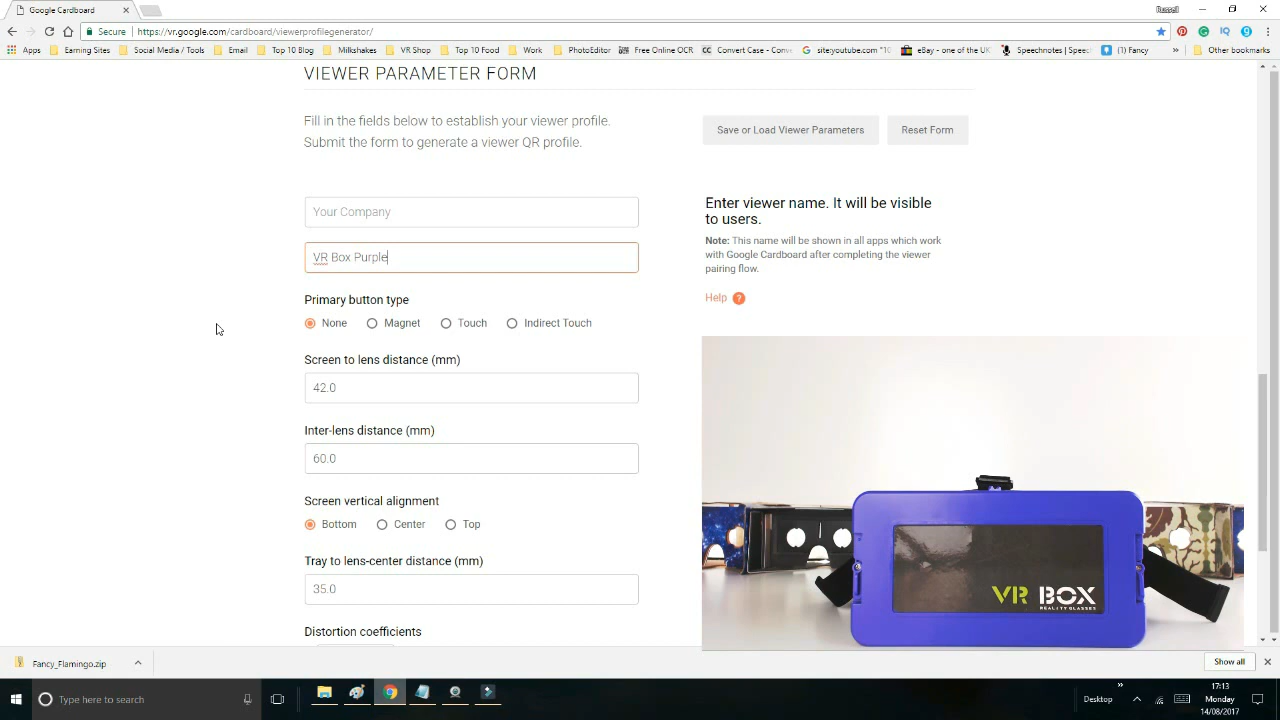 Google Cardboard
Russell
Secure
https://vr.google.com/cardboard/viewerprofilegenerator/
Apps
Earning Sites
Social Media / Tools
Email
Top 10 Blog
Milkshakes
VR Shop
Top 10 Food
Work
PhotoEditor
Free Online OCR
CC Convert Case - Conv
site:youtube.com "10
eBay - one of the UK
Speechnotes | Speec
(1) Fancy
Other bookmarks
VIEWER PARAMETER FORM
Fill in the fields below to establish your viewer profile.
Submit the form to generate a viewer QR profile.
Save or Load Viewer Parameters
Reset Form
Your Company
VR Box Purple
Enter viewer name. It will be visible
to users.
Note: This name will be shown in all apps which work
with Google Cardboard after completing the viewer
pairing flow.
Help ?
Primary button type
None
Magnet
Touch
Indirect Touch
Screen to lens distance (mm)
42.0
Inter-lens distance (mm)
60.0
Screen vertical alignment
Bottom
Center
Top
Tray to lens-center distance (mm)
35.0
Distortion coefficients
VR BOX
REALITY GLASSES
Fancy_Flamingo.zip
Show all
Type here to search
Desktop
17:13
Monday
14/08/2017